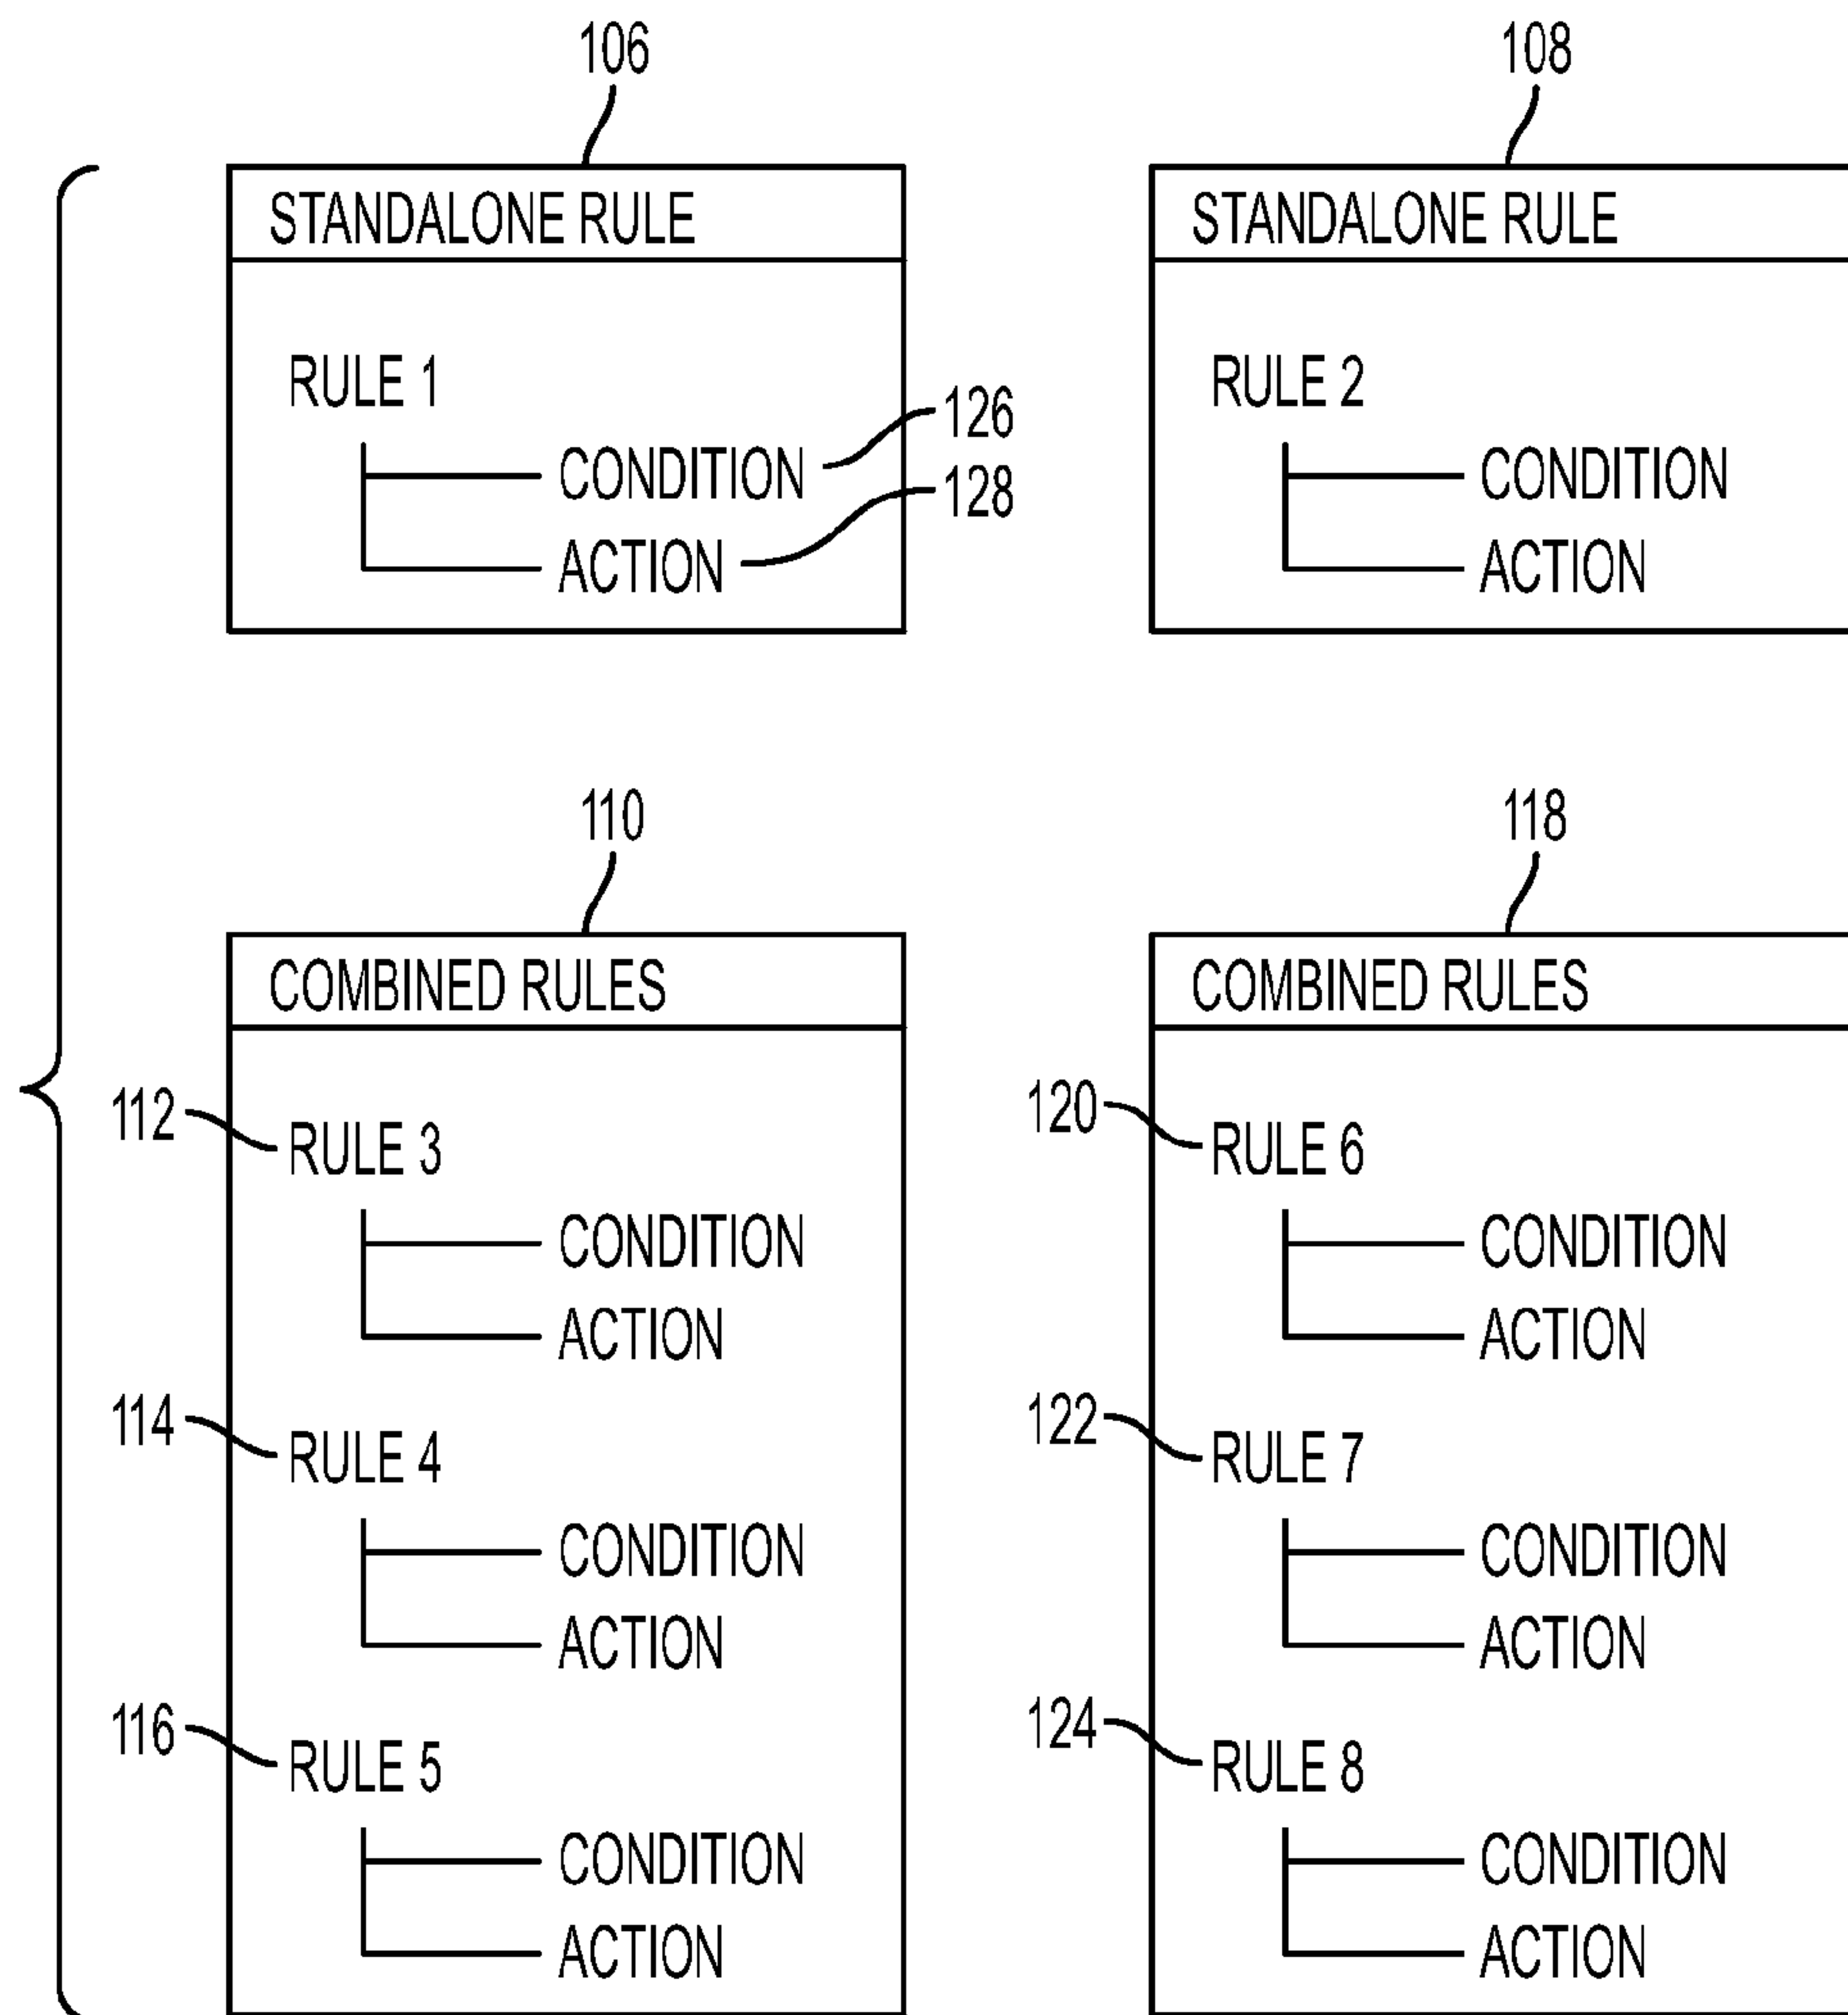 106
STANDALONE RULE
RULE 1
CONDITION
126
ACTION
128
108
STANDALONE RULE
RULE 2
CONDITION
ACTION
110
COMBINED RULES
112
RULE 3
CONDITION
ACTION
114
RULE 4
CONDITION
ACTION
116
RULE 5
CONDITION
ACTION
118
COMBINED RULES
120
RULE 6
CONDITION
ACTION
122
RULE 7
CONDITION
ACTION
124
RULE 8
CONDITION
ACTION